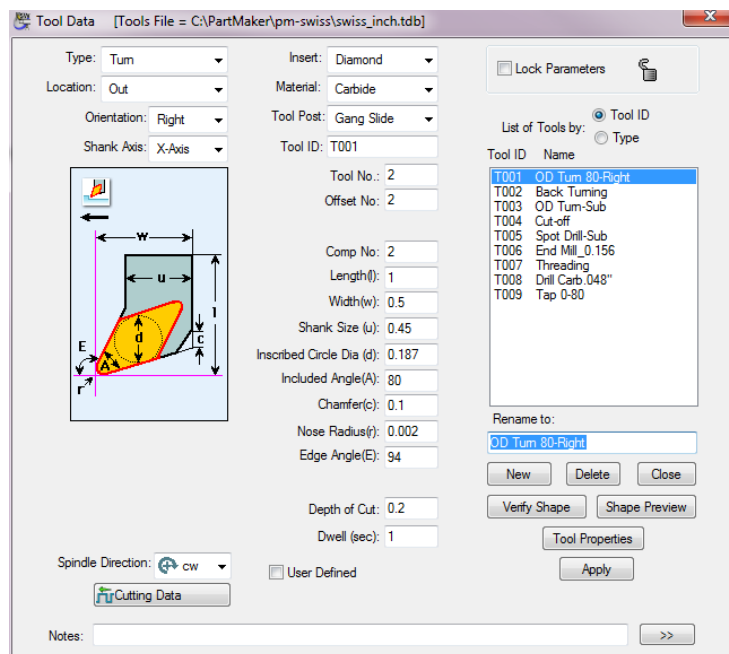 Tool Data [Tools File = C:\PartMaker\pm-swiss\swiss_inch.tdb]
x
Type: Turn
Location: Out
Orientation: Right
Shank Axis: X-Axis
w
u
l
d
c
E
A
r
Spindle Direction: CW
Cutting Data
Insert: Diamond
Material: Carbide
Tool Post: Gang Slide
Tool ID: T001
Tool No.: 2
Offset No: 2
Comp No: 2
Length(l): 1
Width(w): 0.5
Shank Size (u): 0.45
Inscribed Circle Dia (d): 0.187
Included Angle(A): 80
Chamfer(c): 0.1
Nose Radius(r): 0.002
Edge Angle(E): 94
Depth of Cut: 0.2
Dwell (sec): 1
User Defined
Lock Parameters
List of Tools by: Tool ID
Type
Tool ID Name
T001 OD Turn 80-Right
T002 Back Turning
T003 OD Turn-Sub
T004 Cut-off
T005 Spot Drill-Sub
T006 End Mill_0.156
T007 Threading
T008 Drill Carb.048"
T009 Tap 0-80
Rename to:
OD Turn 80-Right
New Delete Close
Verify Shape Shape Preview
Tool Properties
Apply
Notes: >>